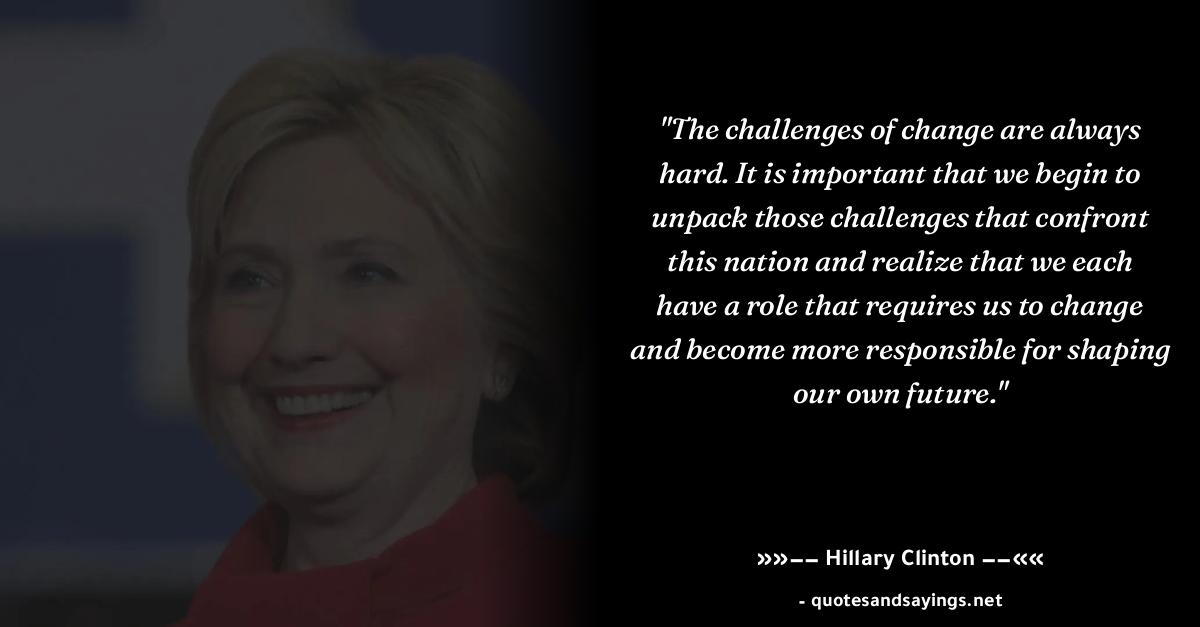 "The challenges of change are always
hard. It is important that we begin to
unpack those challenges that confront
this nation and realize that we each
have a role that requires us to change
and become more responsible for shaping
our own future."
»»–– Hillary Clinton ––««
- quotesandsayings.net